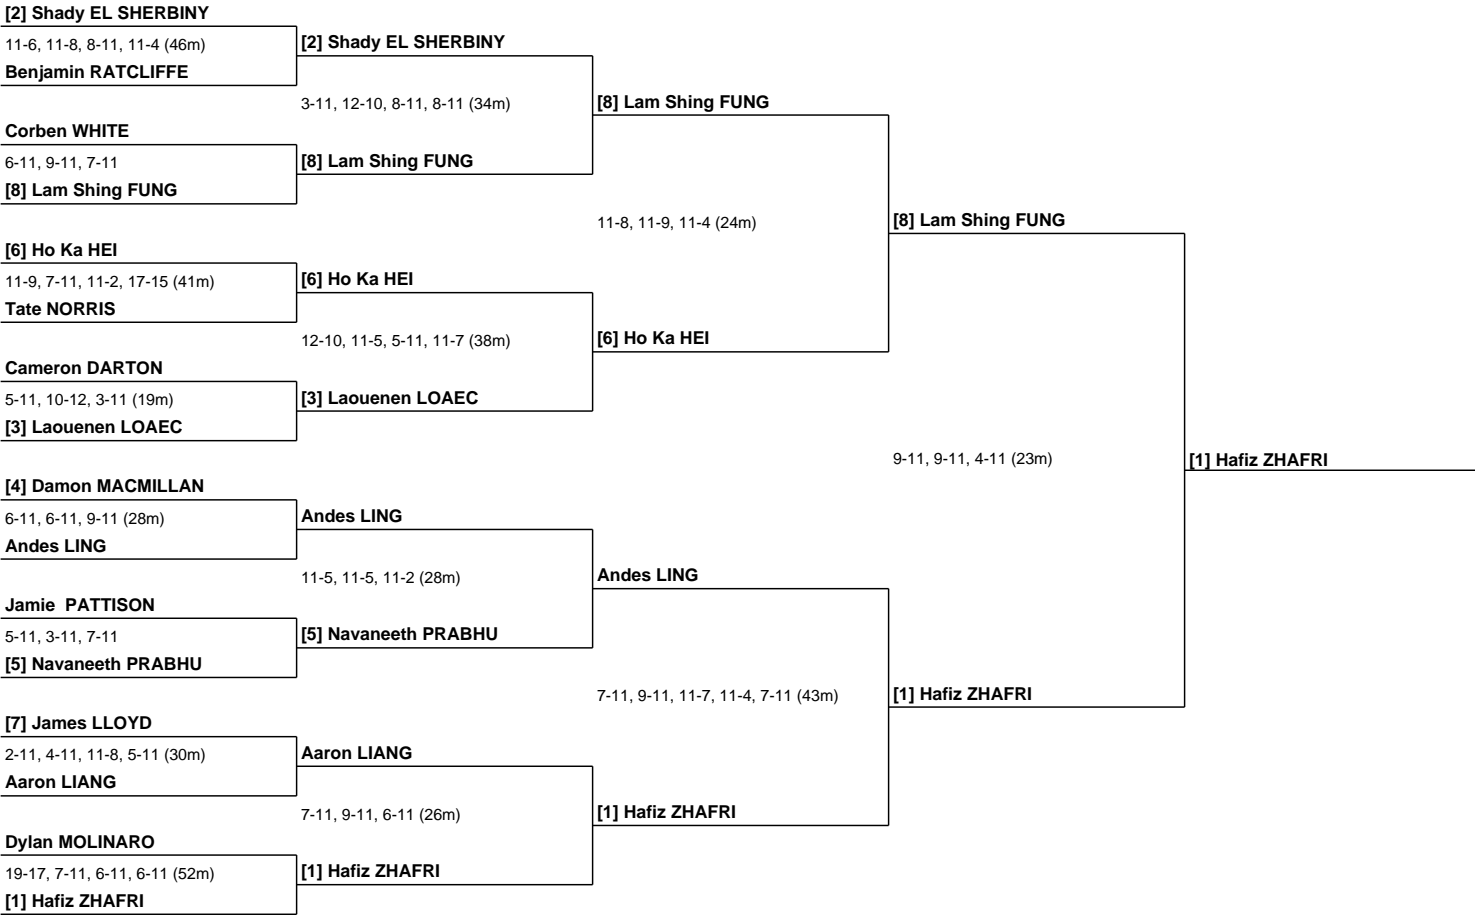 [2] Shady EL SHERBINY
11-6, 11-8, 8-11, 11-4 (46m)
Benjamin RATCLIFFE
Corben WHITE
6-11, 9-11, 7-11
[8] Lam Shing FUNG
[6] Ho Ka HEI
11-9, 7-11, 11-2, 17-15 (41m)
Tate NORRIS
Cameron DARTON
5-11, 10-12, 3-11 (19m)
[3] Laouenen LOAEC
[4] Damon MACMILLAN
6-11, 6-11, 9-11 (28m)
Andes LING
Jamie  PATTISON
5-11, 3-11, 7-11
[5] Navaneeth PRABHU
[7] James LLOYD
2-11, 4-11, 11-8, 5-11 (30m)
Aaron LIANG
Dylan MOLINARO
19-17, 7-11, 6-11, 6-11 (52m)
[1] Hafiz ZHAFRI
[2] Shady EL SHERBINY
3-11, 12-10, 8-11, 8-11 (34m)
[8] Lam Shing FUNG
[6] Ho Ka HEI
12-10, 11-5, 5-11, 11-7 (38m)
[3] Laouenen LOAEC
Andes LING
11-5, 11-5, 11-2 (28m)
[5] Navaneeth PRABHU
Aaron LIANG
7-11, 9-11, 6-11 (26m)
[1] Hafiz ZHAFRI
[8] Lam Shing FUNG
11-8, 11-9, 11-4 (24m)
[6] Ho Ka HEI
Andes LING
7-11, 9-11, 11-7, 11-4, 7-11 (43m)
[1] Hafiz ZHAFRI
[8] Lam Shing FUNG
9-11, 9-11, 4-11 (23m)
[1] Hafiz ZHAFRI
[1] Hafiz ZHAFRI